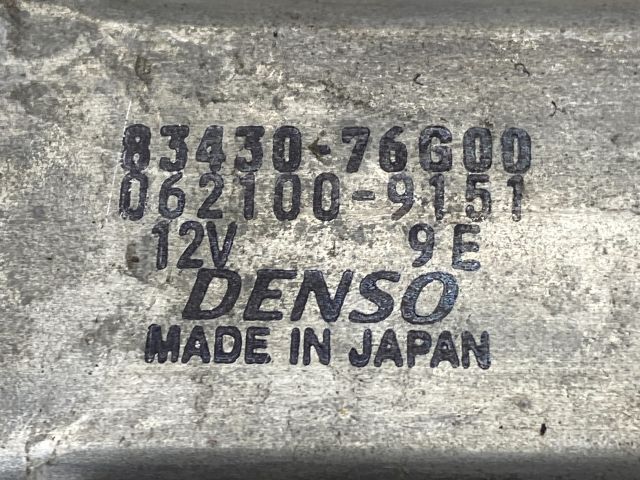 83430-76G00
062100-9151
12V 9E
DENSO
MADE IN JAPAN